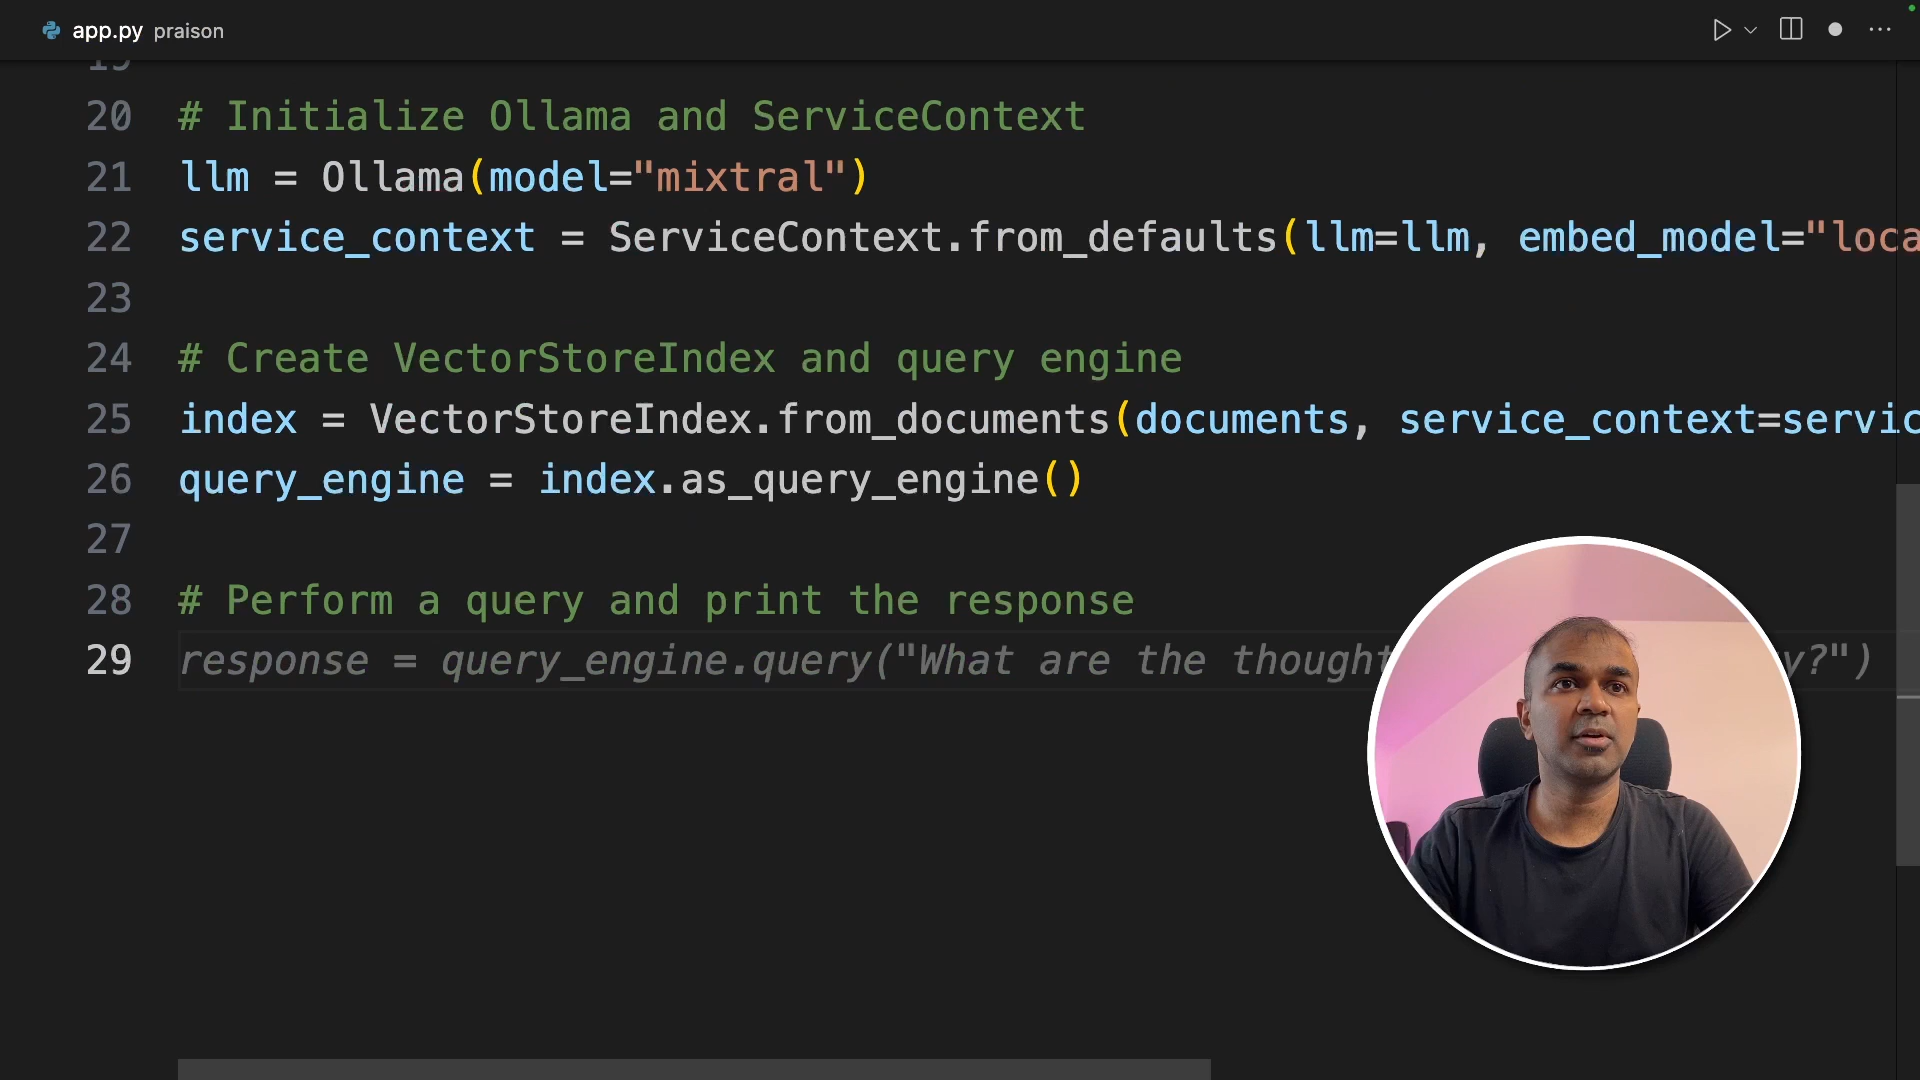 app.py praison
19
20 # Initialize Ollama and ServiceContext
21 llm = Ollama(model="mixtral")
22 service_context = ServiceContext.from_defaults(llm=llm, embed_model="loca
23
24 # Create VectorStoreIndex and query engine
25 index = VectorStoreIndex.from_documents(documents, service_context=servic
26 query_engine = index.as_query_engine()
27
28 # Perform a query and print the response
29 response = query_engine.query("What are the thought y?")